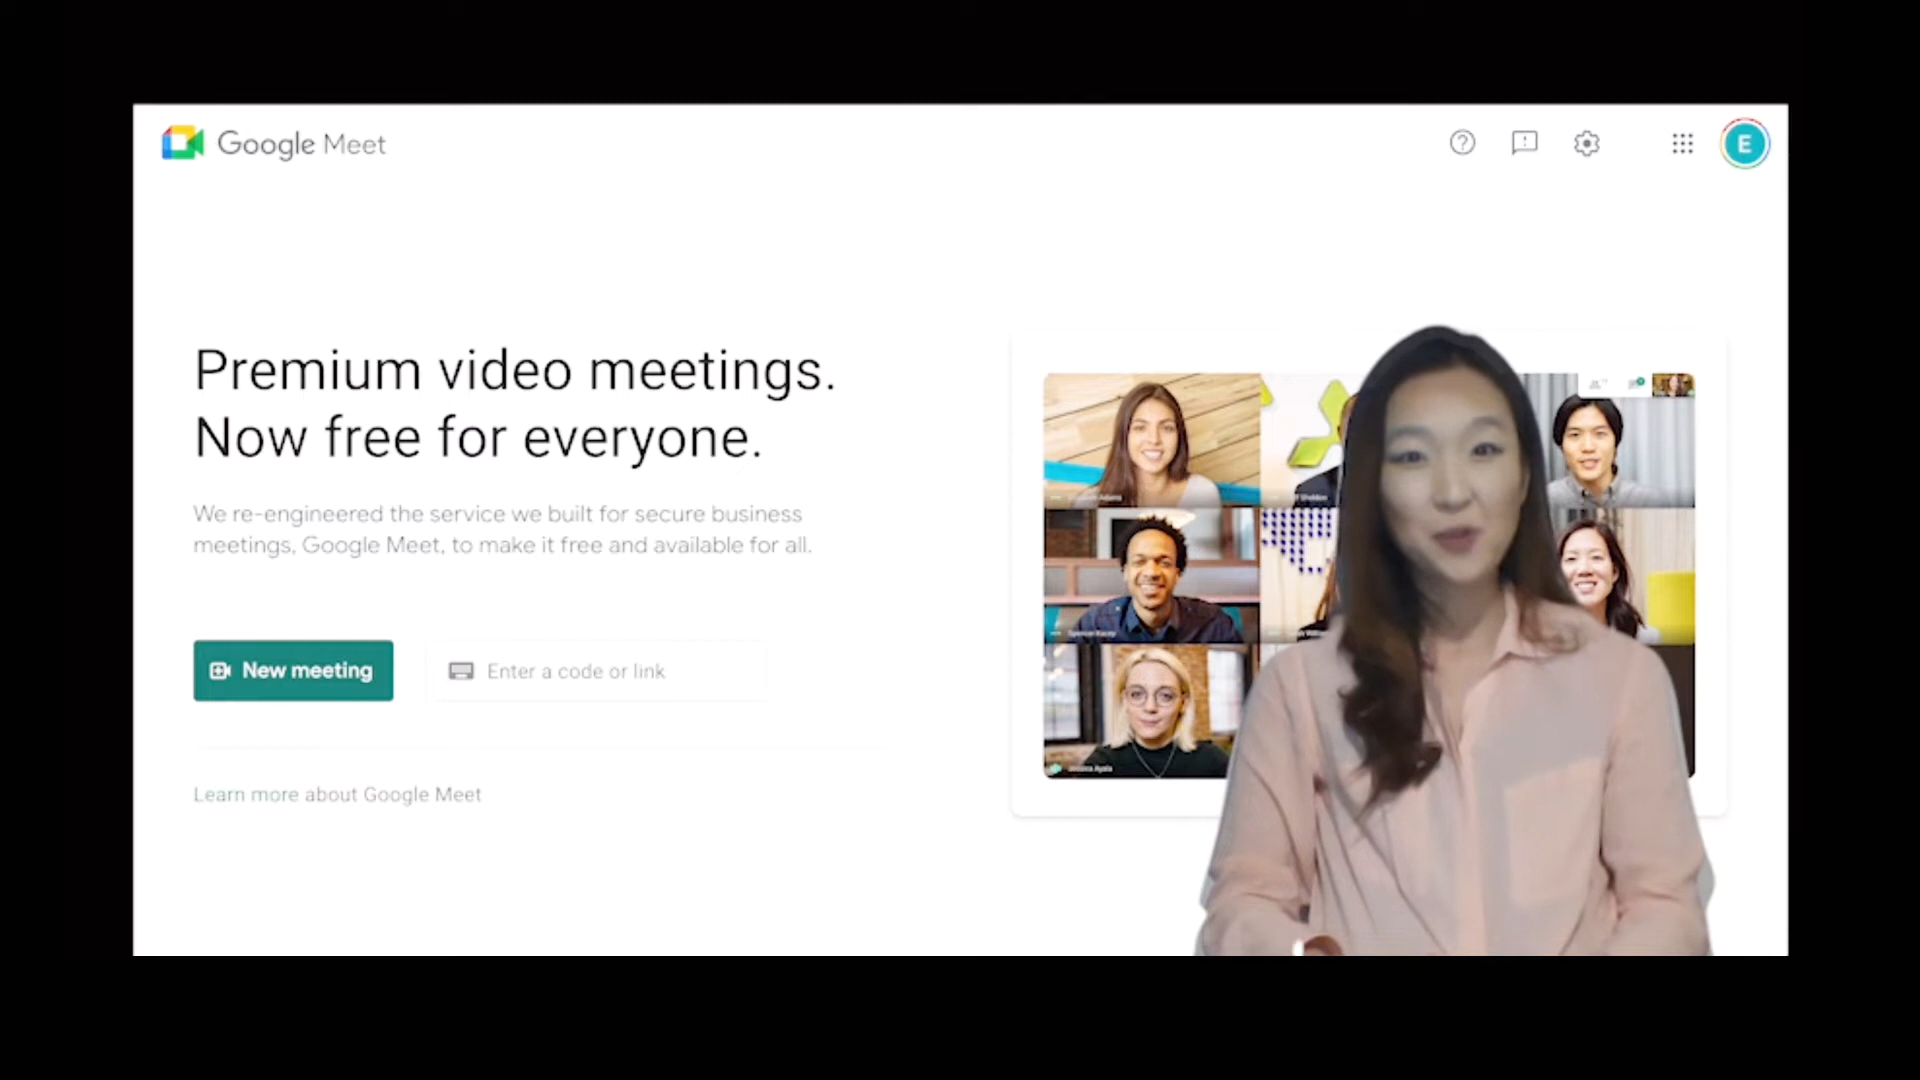 Google Meet
E
Premium video meetings.
Now free for everyone.
We re-engineered the service we built for secure business
meetings, Google Meet, to make it free and available for all.
New meeting
Enter a code or link
Learn more about Google Meet